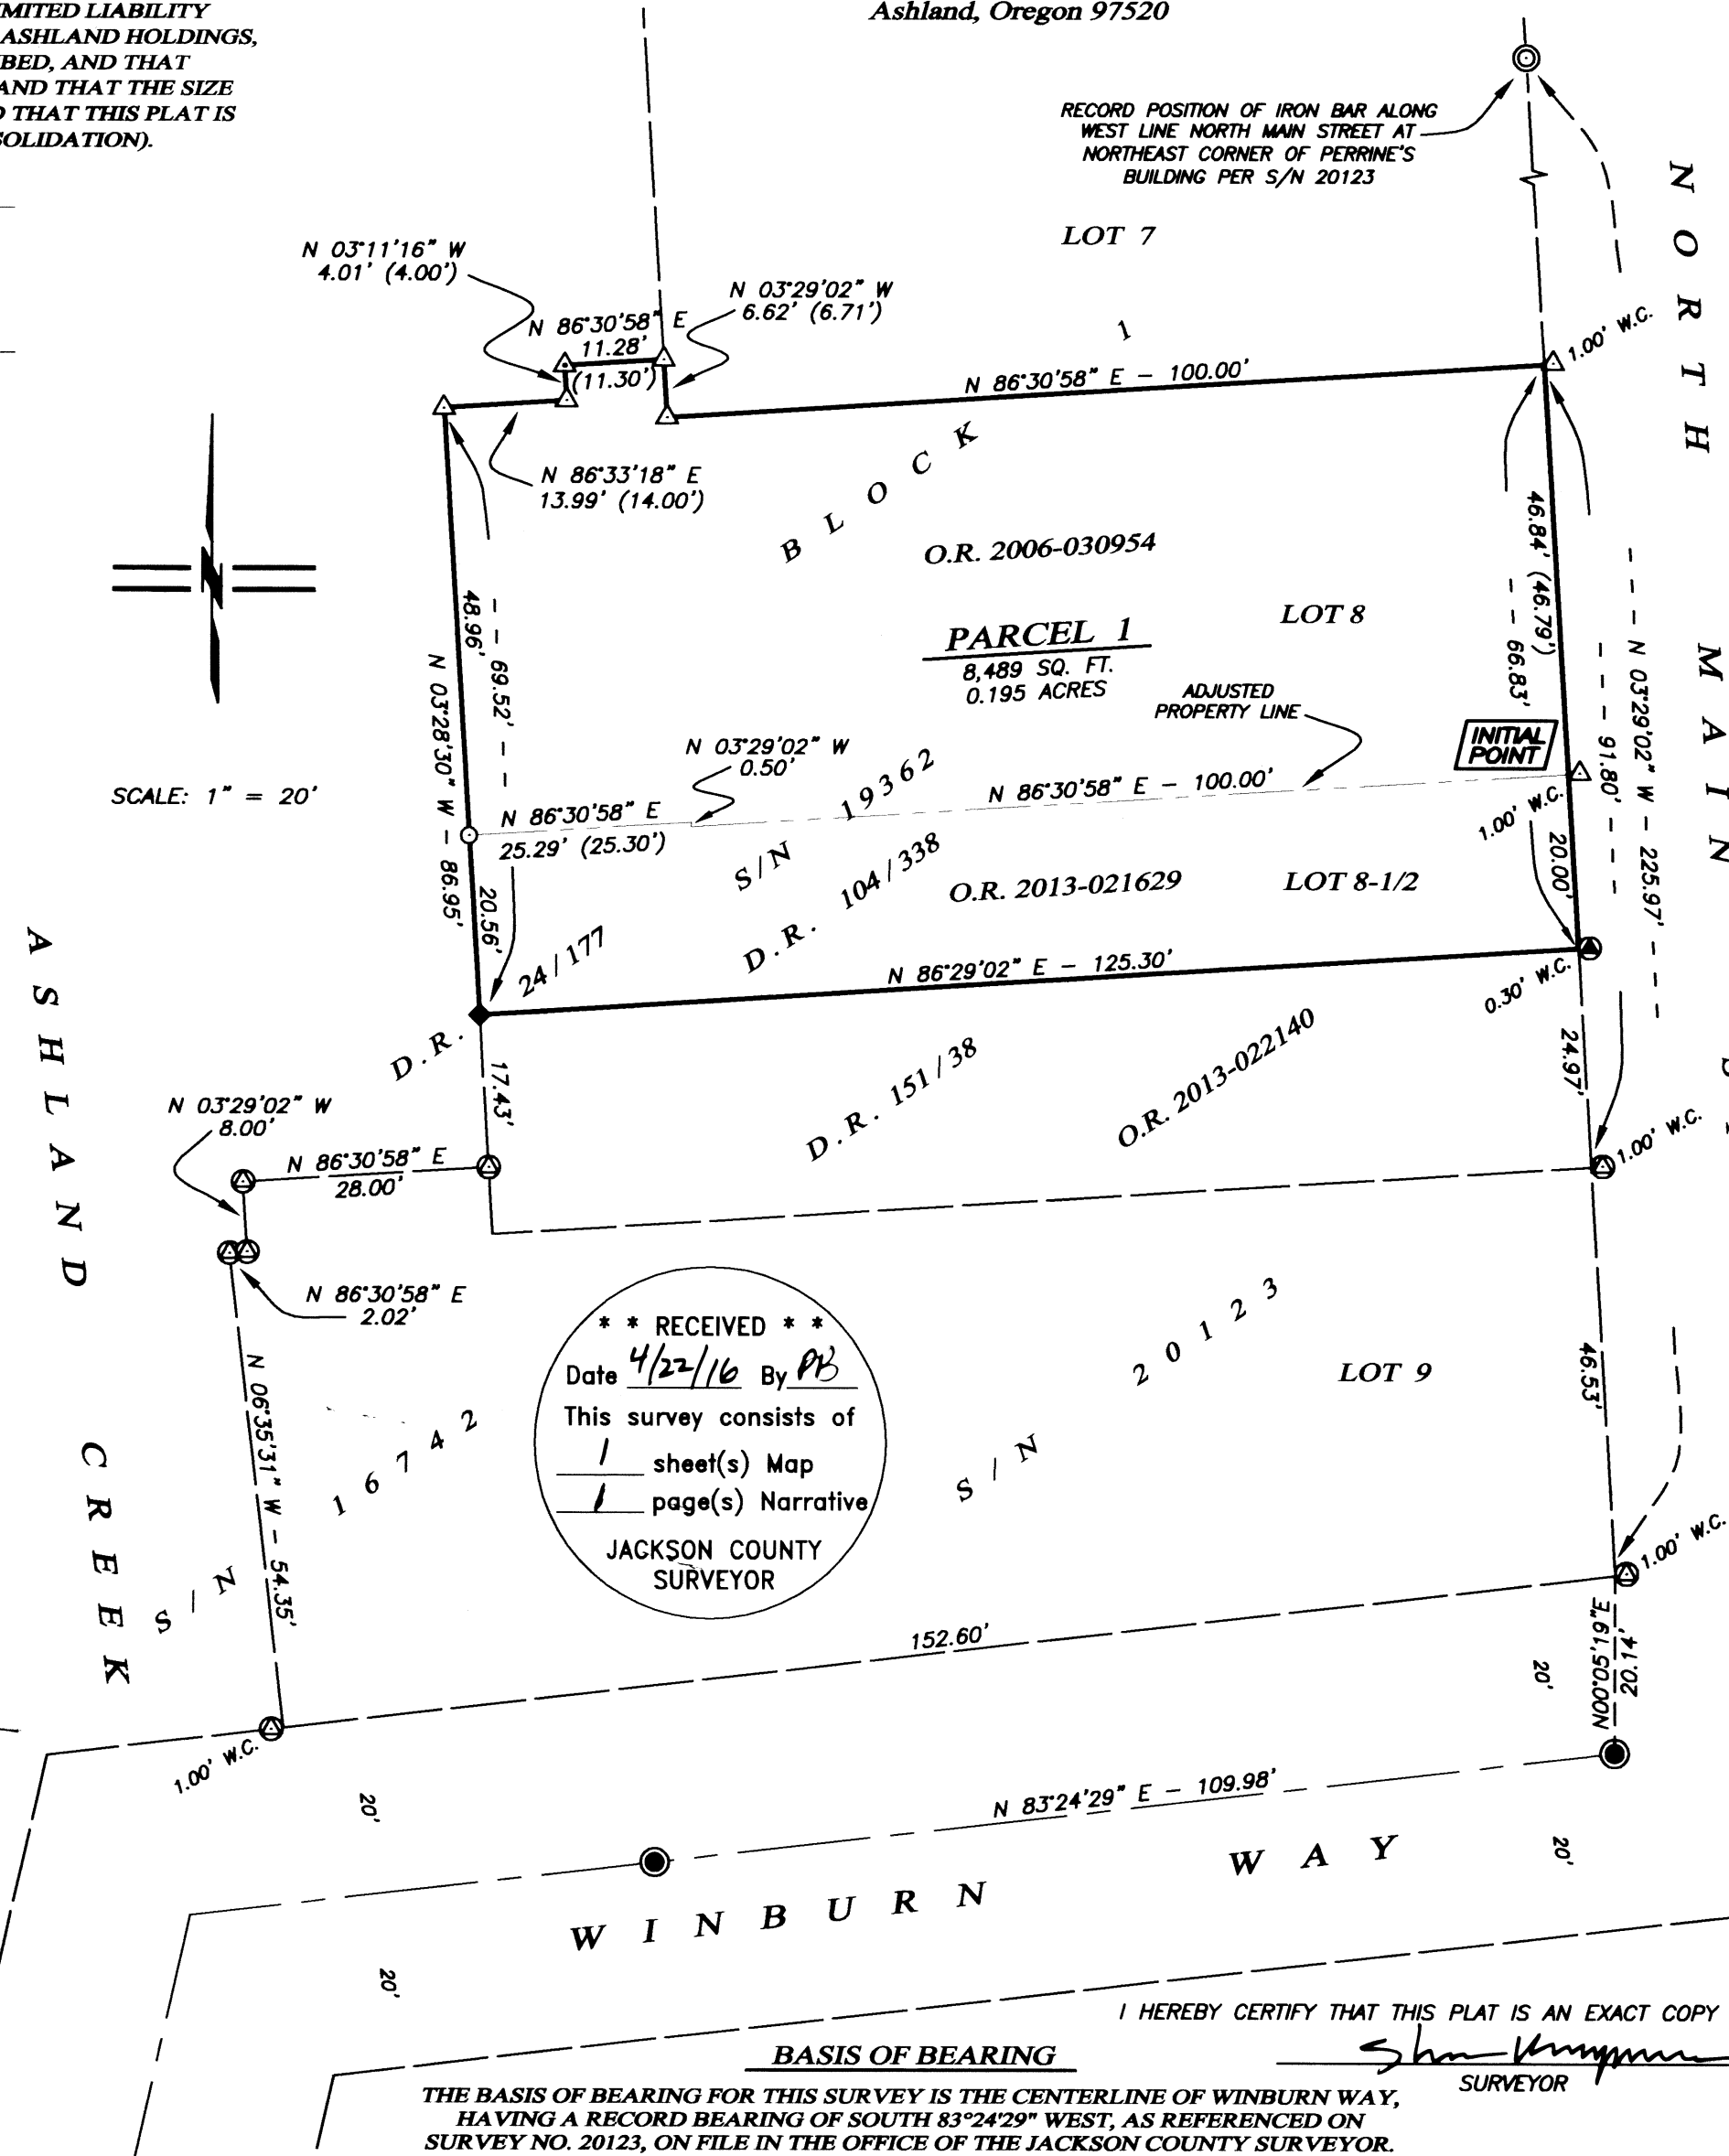 IMITED LIABILITY
ASHLAND HOLDINGS,
BED, AND THAT
AND THAT THE SIZE
D THAT THIS PLAT IS
SOLIDATION).
Ashland, Oregon 97520
RECORD POSITION OF IRON BAR ALONG
WEST LINE NORTH MAIN STREET AT
NORTHEAST CORNER OF PERRINE'S
BUILDING PER S/N 20123
LOT 7
N 03°11'16" W
4.01' (4.00')
N 03°29'02" W
6.62' (6.71')
N 86°30'58" E
11.28'
(11.30')
1
1.00' W.C.
N 86°30'58" E - 100.00'
NORTH MAIN
BLOCK
N 86°33'18" E
13.99' (14.00')
O.R. 2006-030954
46.84' (46.79')
66.83'
91.80'
N 03°29'02" W - 225.97'
48.96'
69.52'
N 03°28'30" W - 86.95'
LOT 8
PARCEL 1
8,489 SQ. FT.
0.195 ACRES
ADJUSTED
PROPERTY LINE
INITIAL
POINT
N 03°29'02" W
0.50'
SCALE: 1" = 20'
N 86°30'58" E - 100.00'
1.00' W.C.
N 86°30'58" E
25.29' (25.30')
S/N 19362
D.R. 104/338
20.00'
20.56'
O.R. 2013-021629
LOT 8-1/2
D.R. 24/177
N 86°29'02" E - 125.30'
0.30' W.C.
24.97'
17.43'
D.R. 151/38
O.R. 2013-022140
ASHLAND CREEK
N 03°29'02" W
8.00'
1.00' W.C.
N 86°30'58" E
28.00'
N 86°30'58" E
2.02'
N 06°35'31" W - 54.35'
* * RECEIVED * *
Date 4/22/16 By PB
This survey consists of
1 sheet(s) Map
1 page(s) Narrative
JACKSON COUNTY
SURVEYOR
S/N 20123
LOT 9
46.53'
S/N 16742
1.00' W.C.
152.60'
N00°05'19"E
20.14'
20'
1.00' W.C.
20'
N 83°24'29" E - 109.98'
20'
WINBURN WAY
20'
I HEREBY CERTIFY THAT THIS PLAT IS AN EXACT COPY
SURVEYOR
BASIS OF BEARING
THE BASIS OF BEARING FOR THIS SURVEY IS THE CENTERLINE OF WINBURN WAY,
HAVING A RECORD BEARING OF SOUTH 83°24'29" WEST, AS REFERENCED ON
SURVEY NO. 20123, ON FILE IN THE OFFICE OF THE JACKSON COUNTY SURVEYOR.